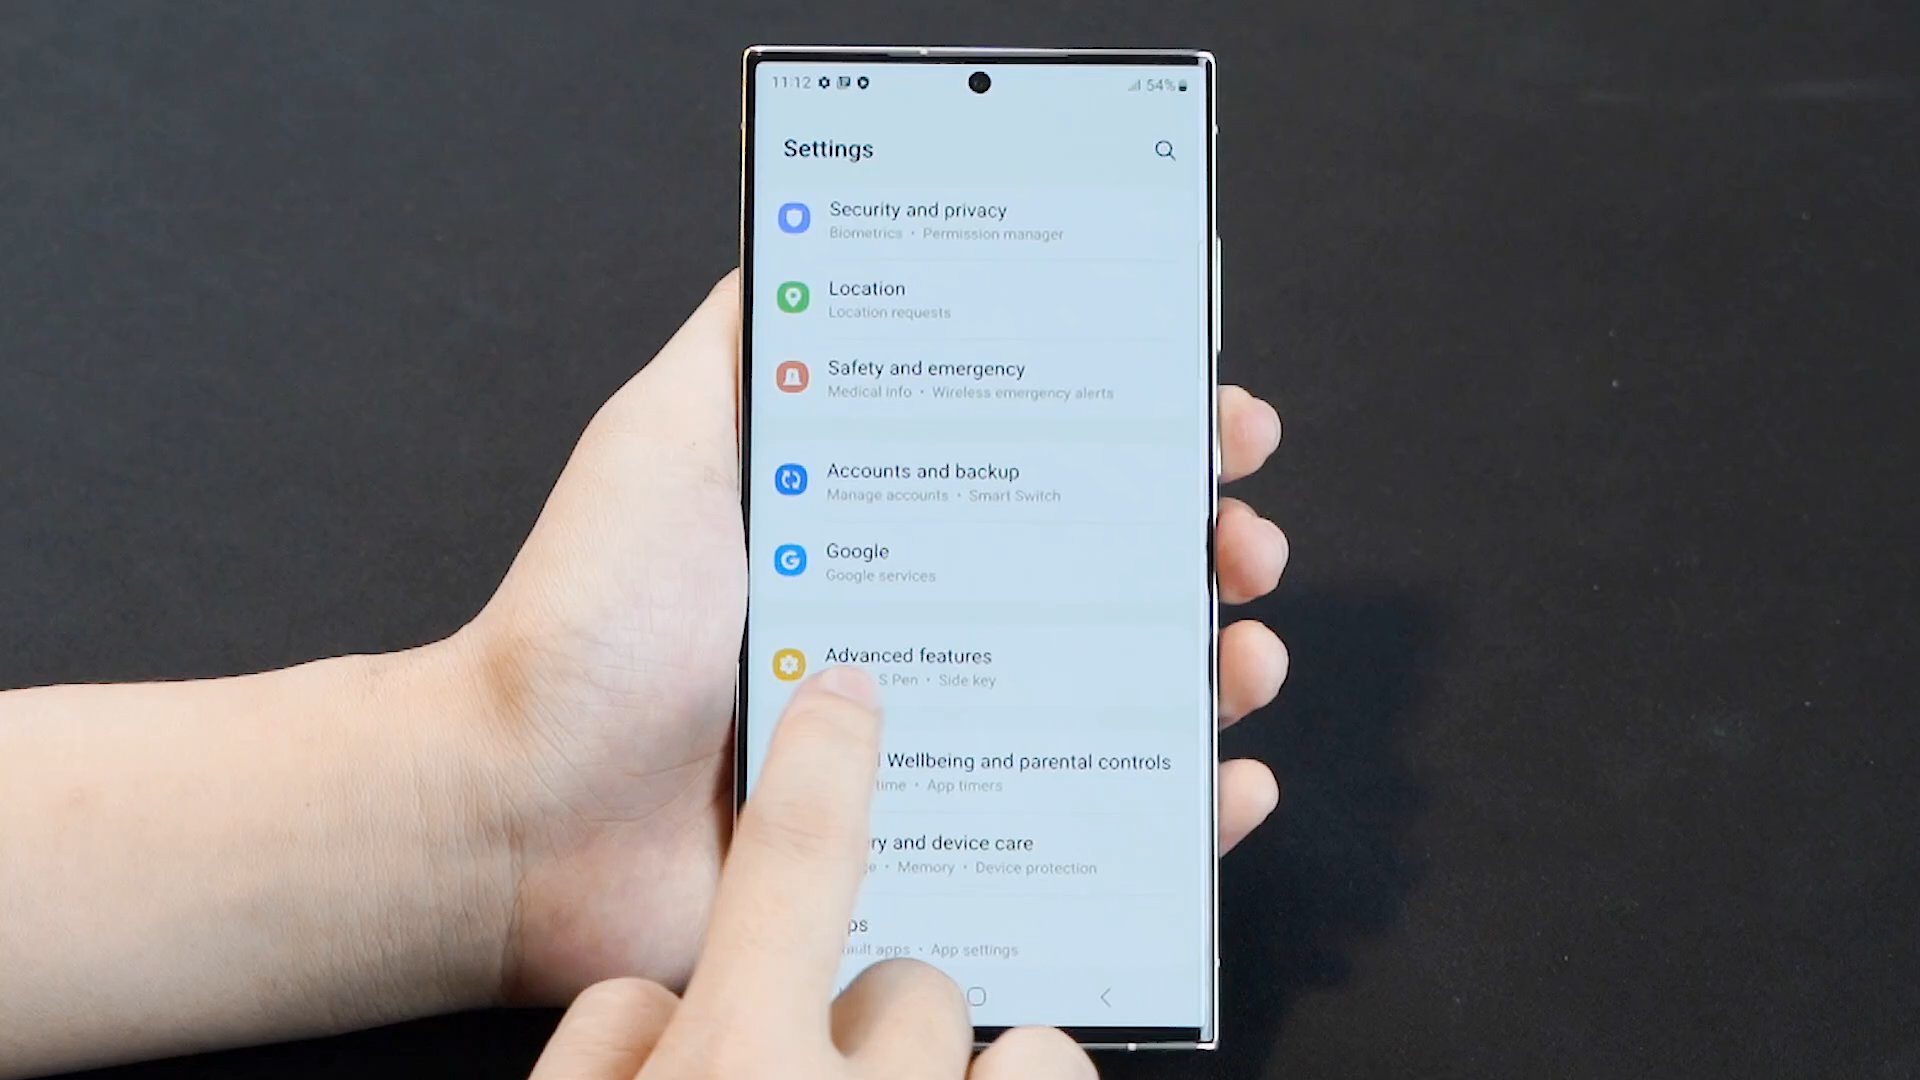 11:12
54%
Settings
Security and privacy
Biometrics • Permission manager
Location
Location requests
Safety and emergency
Medical info • Wireless emergency alerts
Accounts and backup
Manage accounts • Smart Switch
Google
Google services
Advanced features
S Pen • Side key
Wellbeing and parental controls
time • App timers
ry and device care
• Memory • Device protection
ps
ault apps • App settings